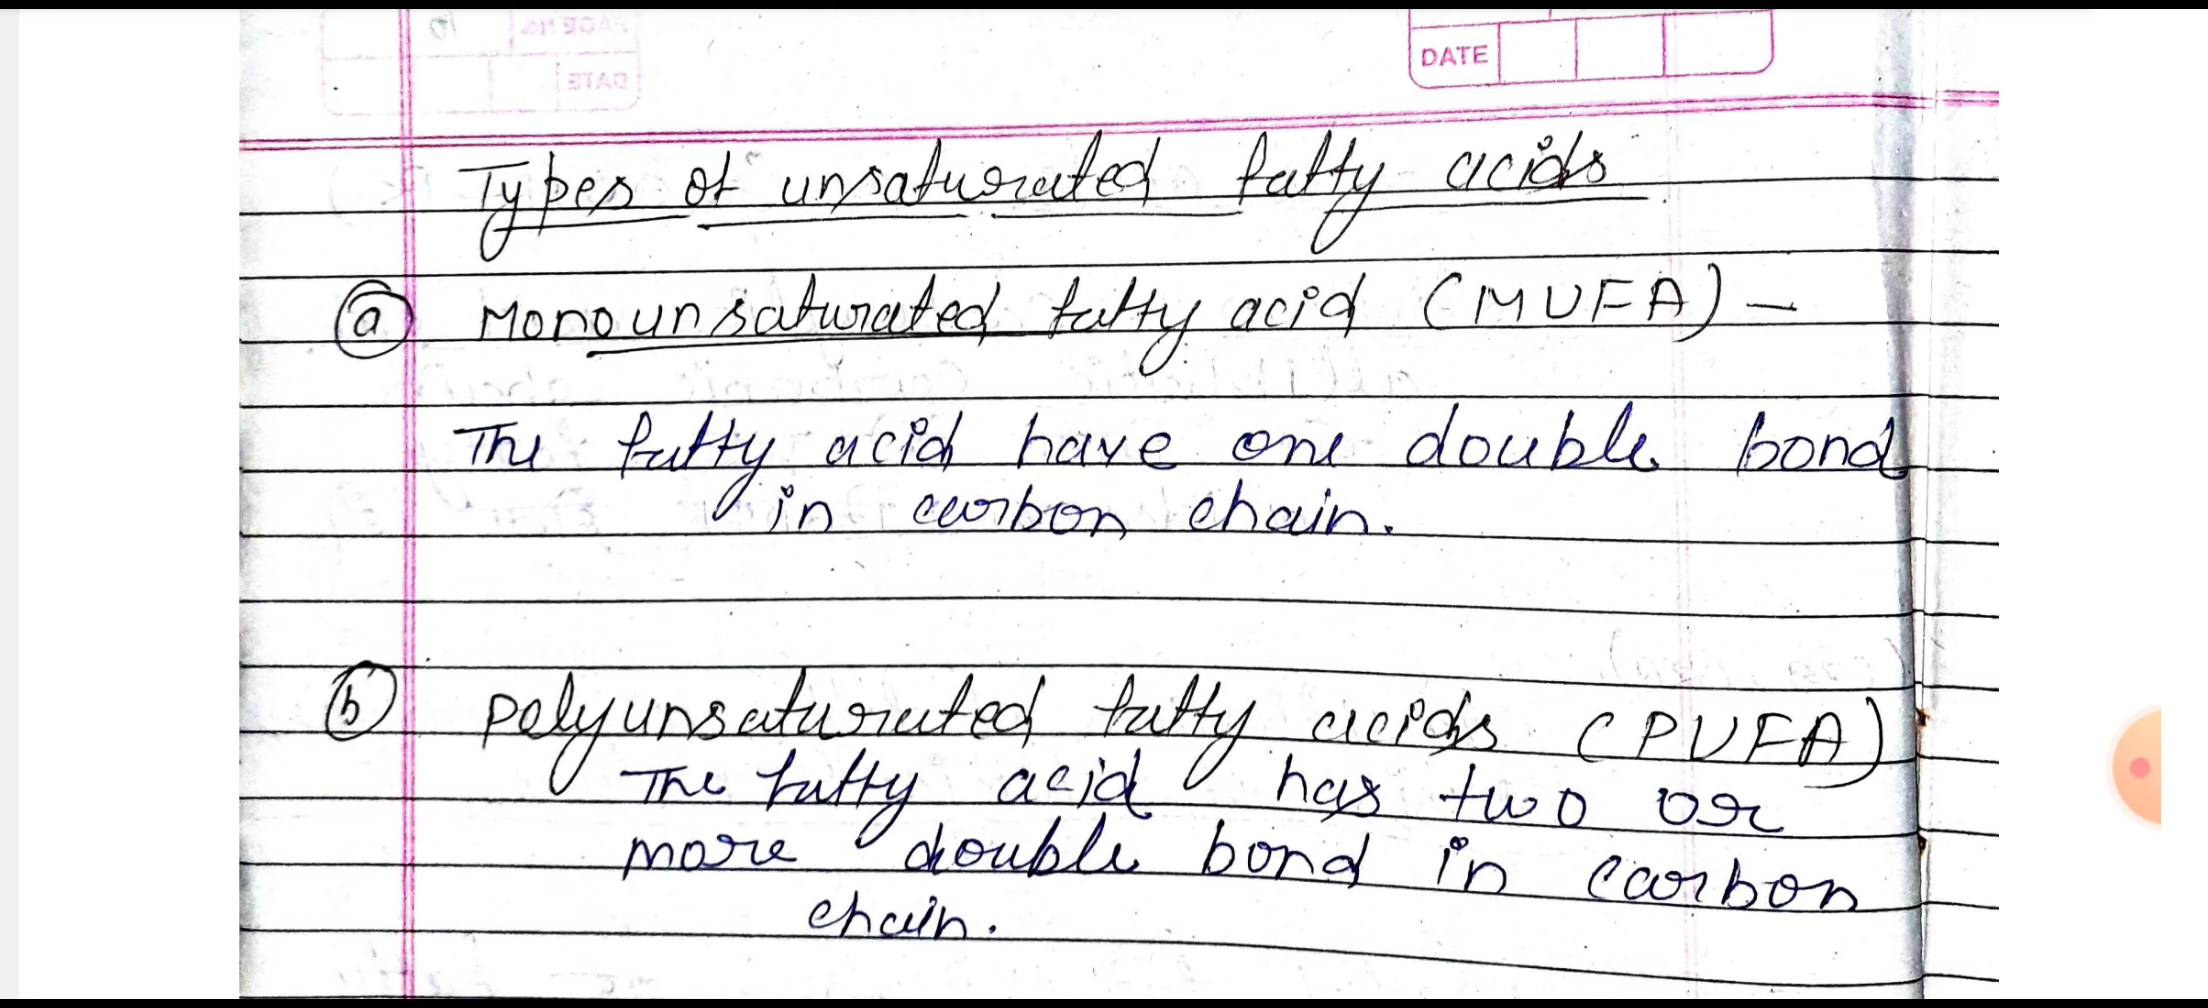 DATE
Types of unsaturated fatty acids
(a) Monounsaturated fatty acid (MUFA) -
The fatty acid have one double bond
in carbon chain.
(b) polyunsaturated fatty acids (PUFA)
The fatty acid has two or
more double bond in carbon
chain.